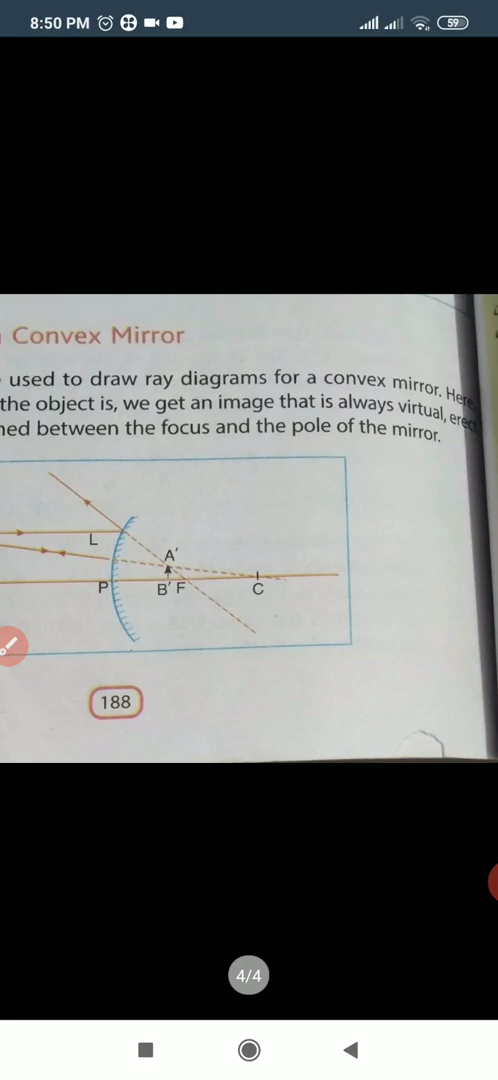 8:50 PM
59
Convex Mirror
used to draw ray diagrams for a convex mirror. Here
the object is, we get an image that is always virtual, erec
ned between the focus and the pole of the mirror.
L
A'
P
B' F
C
188
4/4